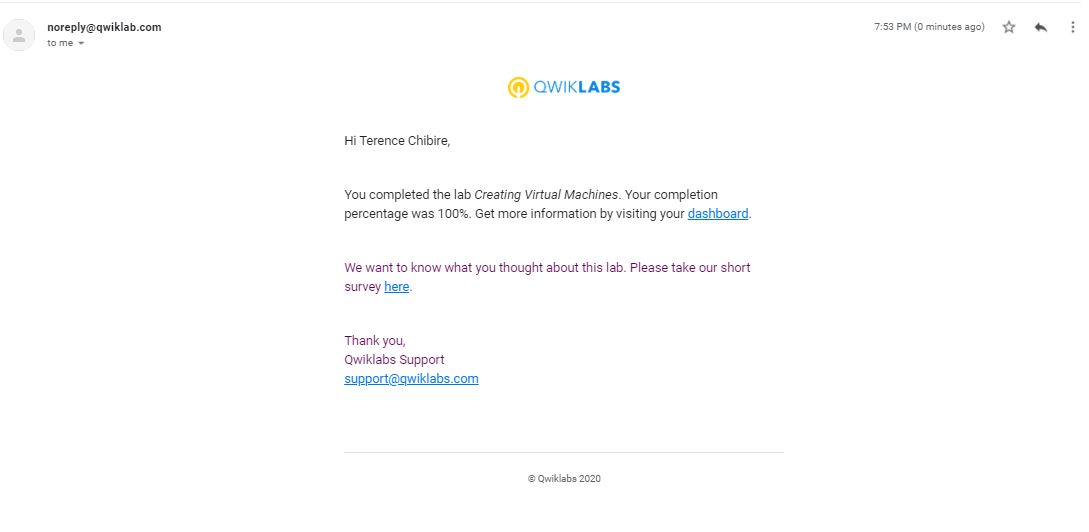 noreply@qwiklab.com
7:53 PM (0 minutes ago)
to me
QWIKLABS
Hi Terence Chibire,
You completed the lab Creating Virtual Machines. Your completion
percentage was 100%. Get more information by visiting your dashboard.
We want to know what you thought about this lab. Please take our short
survey here.
Thank you,
Qwiklabs Support
support@qwiklabs.com
© Qwiklabs 2020